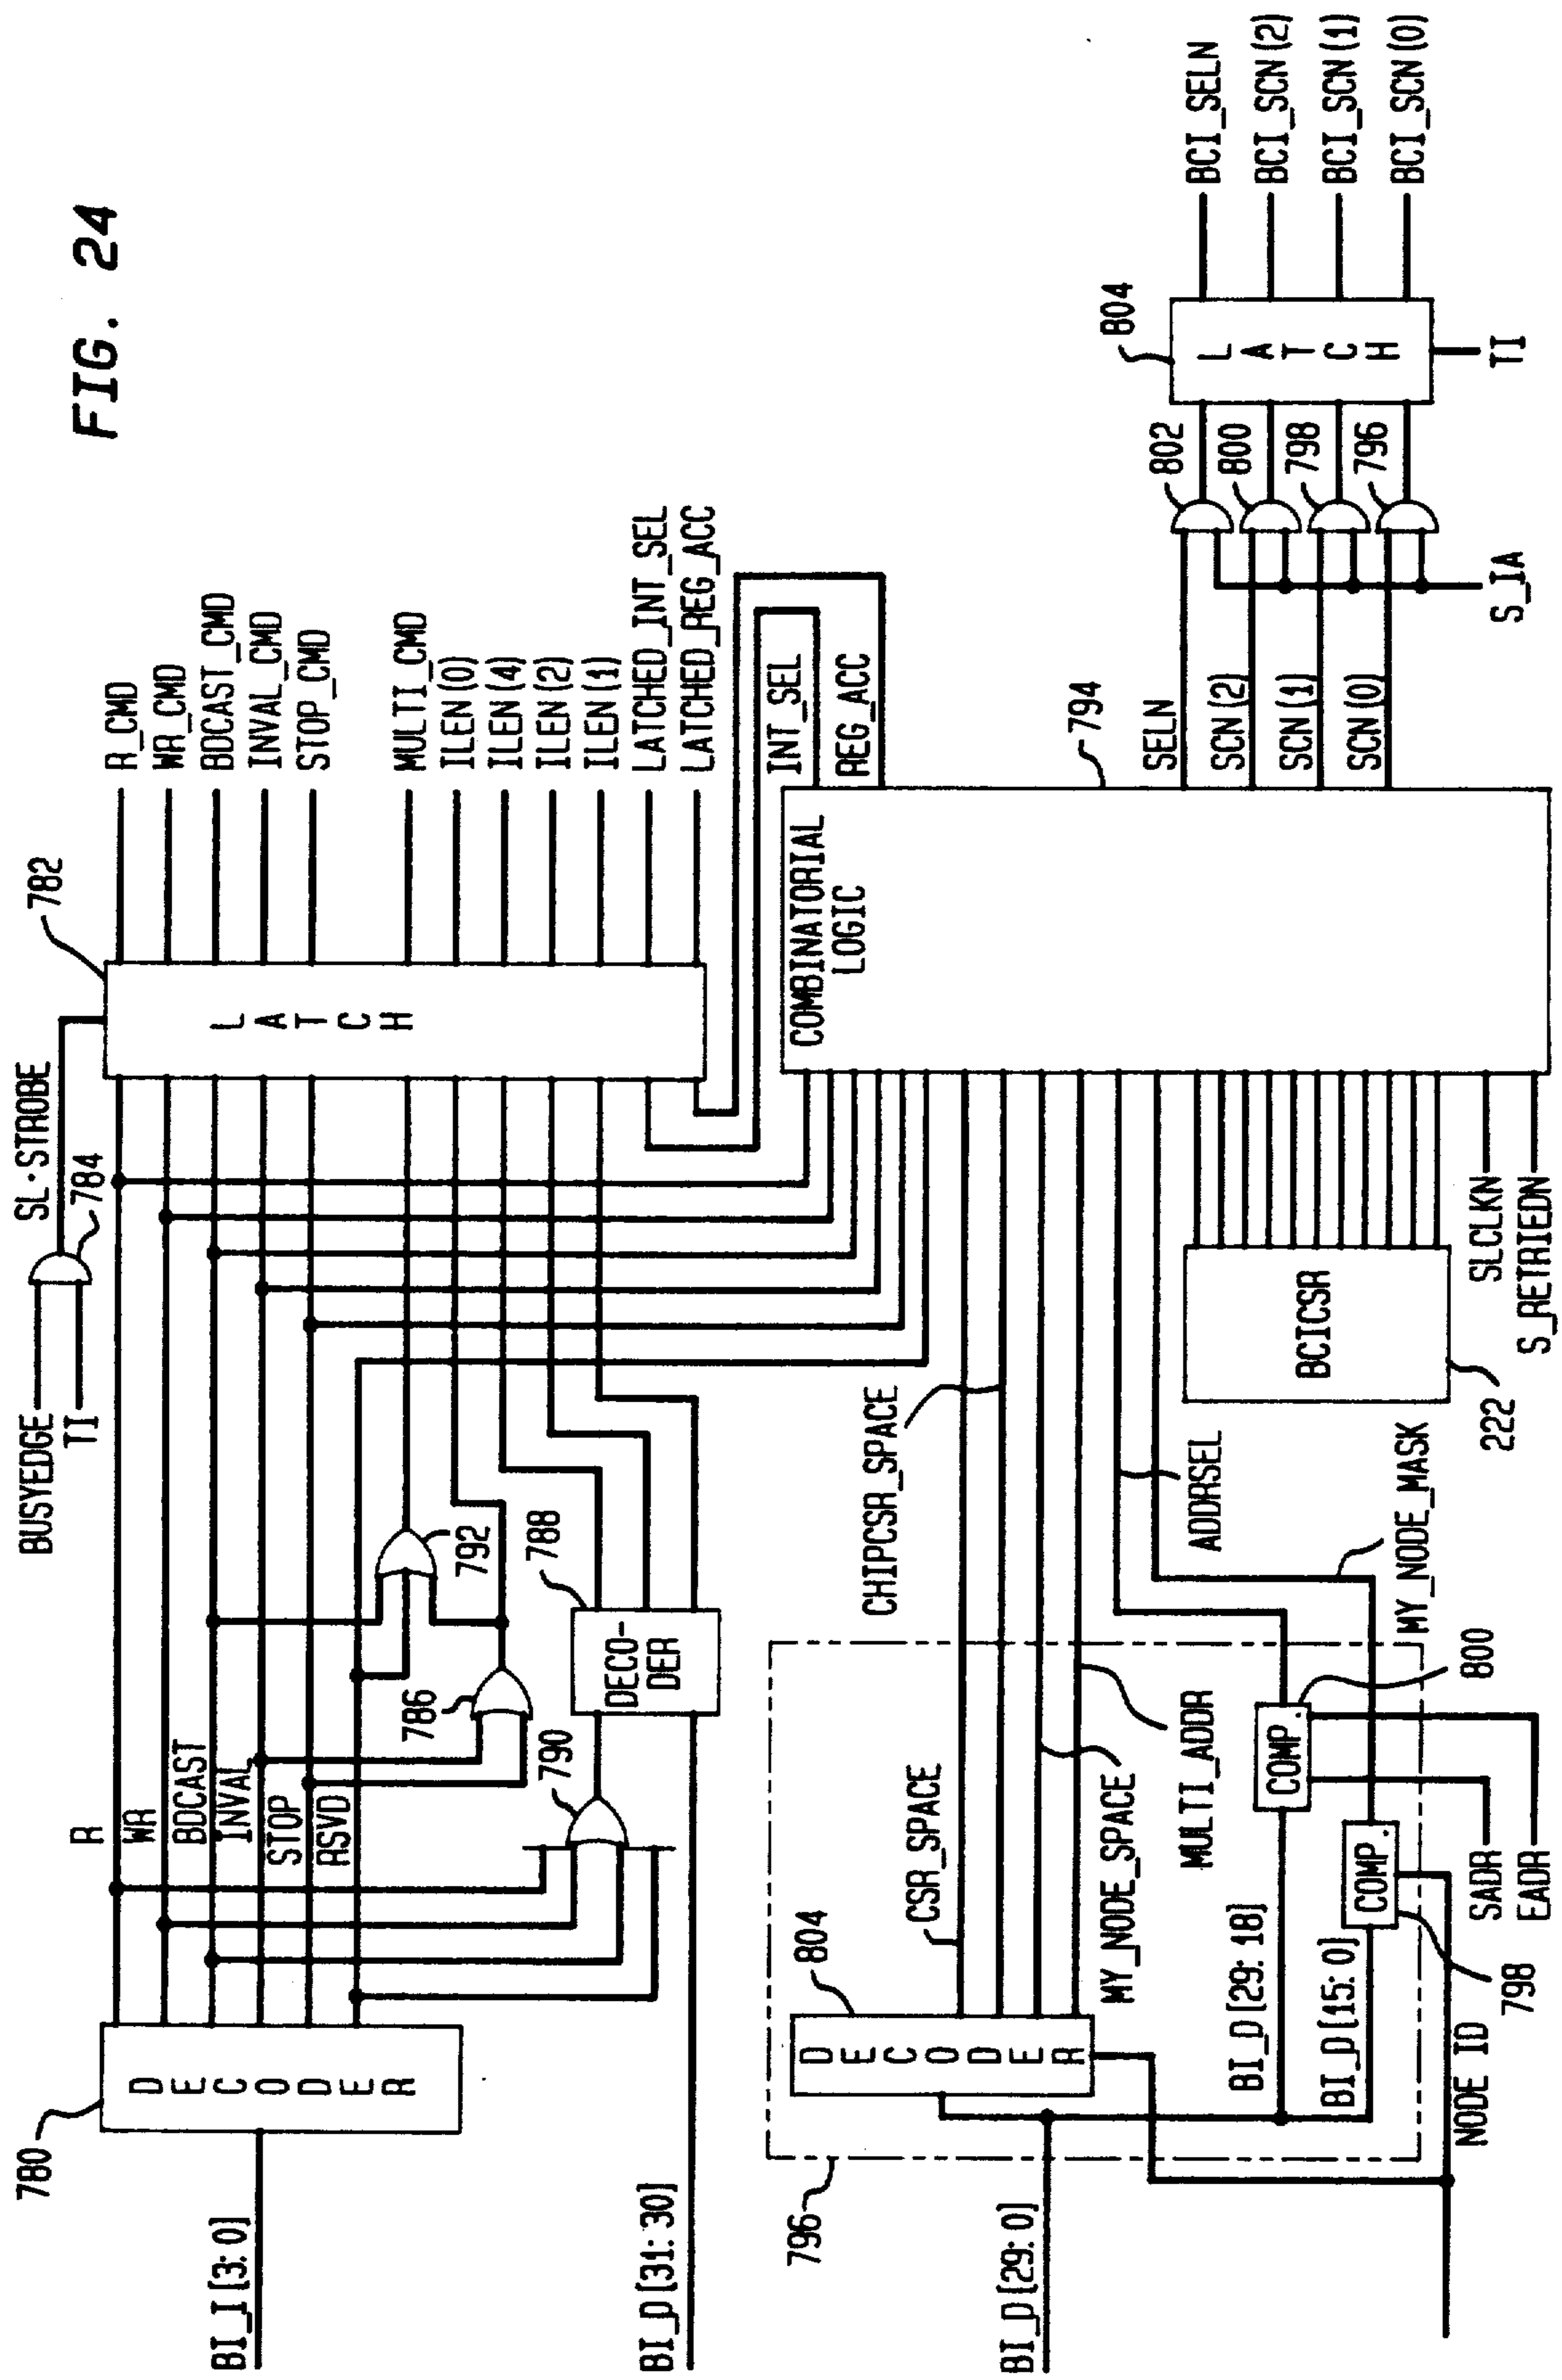 FIG. 24
BUSYEDGE
TI
SL·STROBE
784
782
780
BI_I [3: 0]
DECODER
R
WR
BDCAST
INVAL
STOP
RSVD
LATCH
R_CMD
WR_CMD
BDCAST_CMD
INVAL_CMD
STOP_CMD
MULTI_CMD
ILEN (0)
ILEN (4)
ILEN (2)
ILEN (1)
LATCHED_INT_SEL
LATCHED_REG_ACC
792
786
790
788
DECO-
DER
BI_D [31: 30]
INT_SEL
REG_ACC
COMBINATORIAL
LOGIC
794
796
804
DECODER
BI_D [29: 0]
CSR_SPACE
CHIPCSR_SPACE
MY_NODE_SPACE
MULTI_ADDR
ADDRSEL
MY_NODE_MASK
BI_D [29: 18]
BI_D [15: 0]
COMP.
800
COMP.
798
NODE ID
SADR
EADR
BCICSR
222
SLCLKN
S_RETRIEDN
SELN
SCN (2)
SCN (1)
SCN (0)
S_IA
802
800
798
796
804
LATCH
TI
BCI_SELN
BCI_SCN (2)
BCI_SCN (1)
BCI_SCN (0)